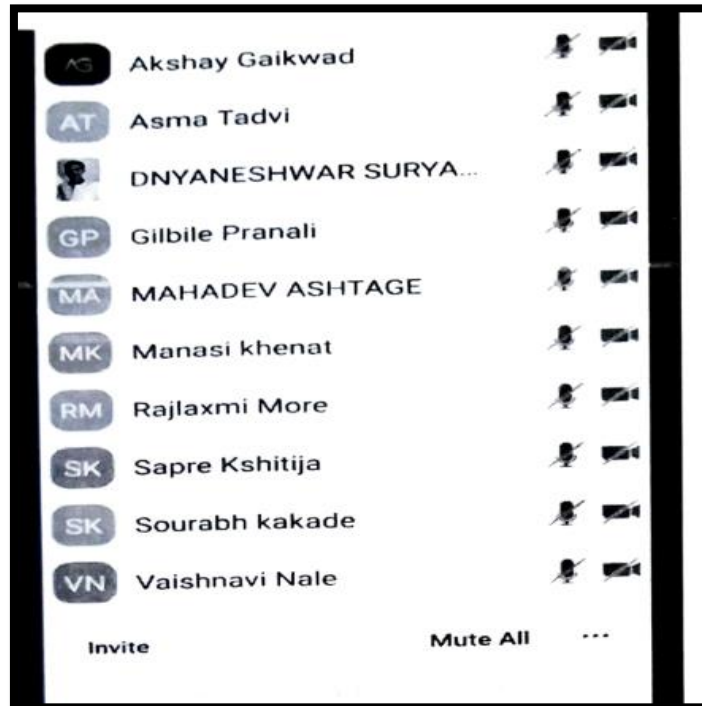 AG Akshay Gaikwad
AT Asma Tadvi
DNYANESHWAR SURYA...
GP Gilbile Pranali
MA MAHADEV ASHTAGE
MK Manasi khenat
RM Rajlaxmi More
SK Sapre Kshitija
SK Sourabh kakade
VN Vaishnavi Nale
Invite Mute All ...